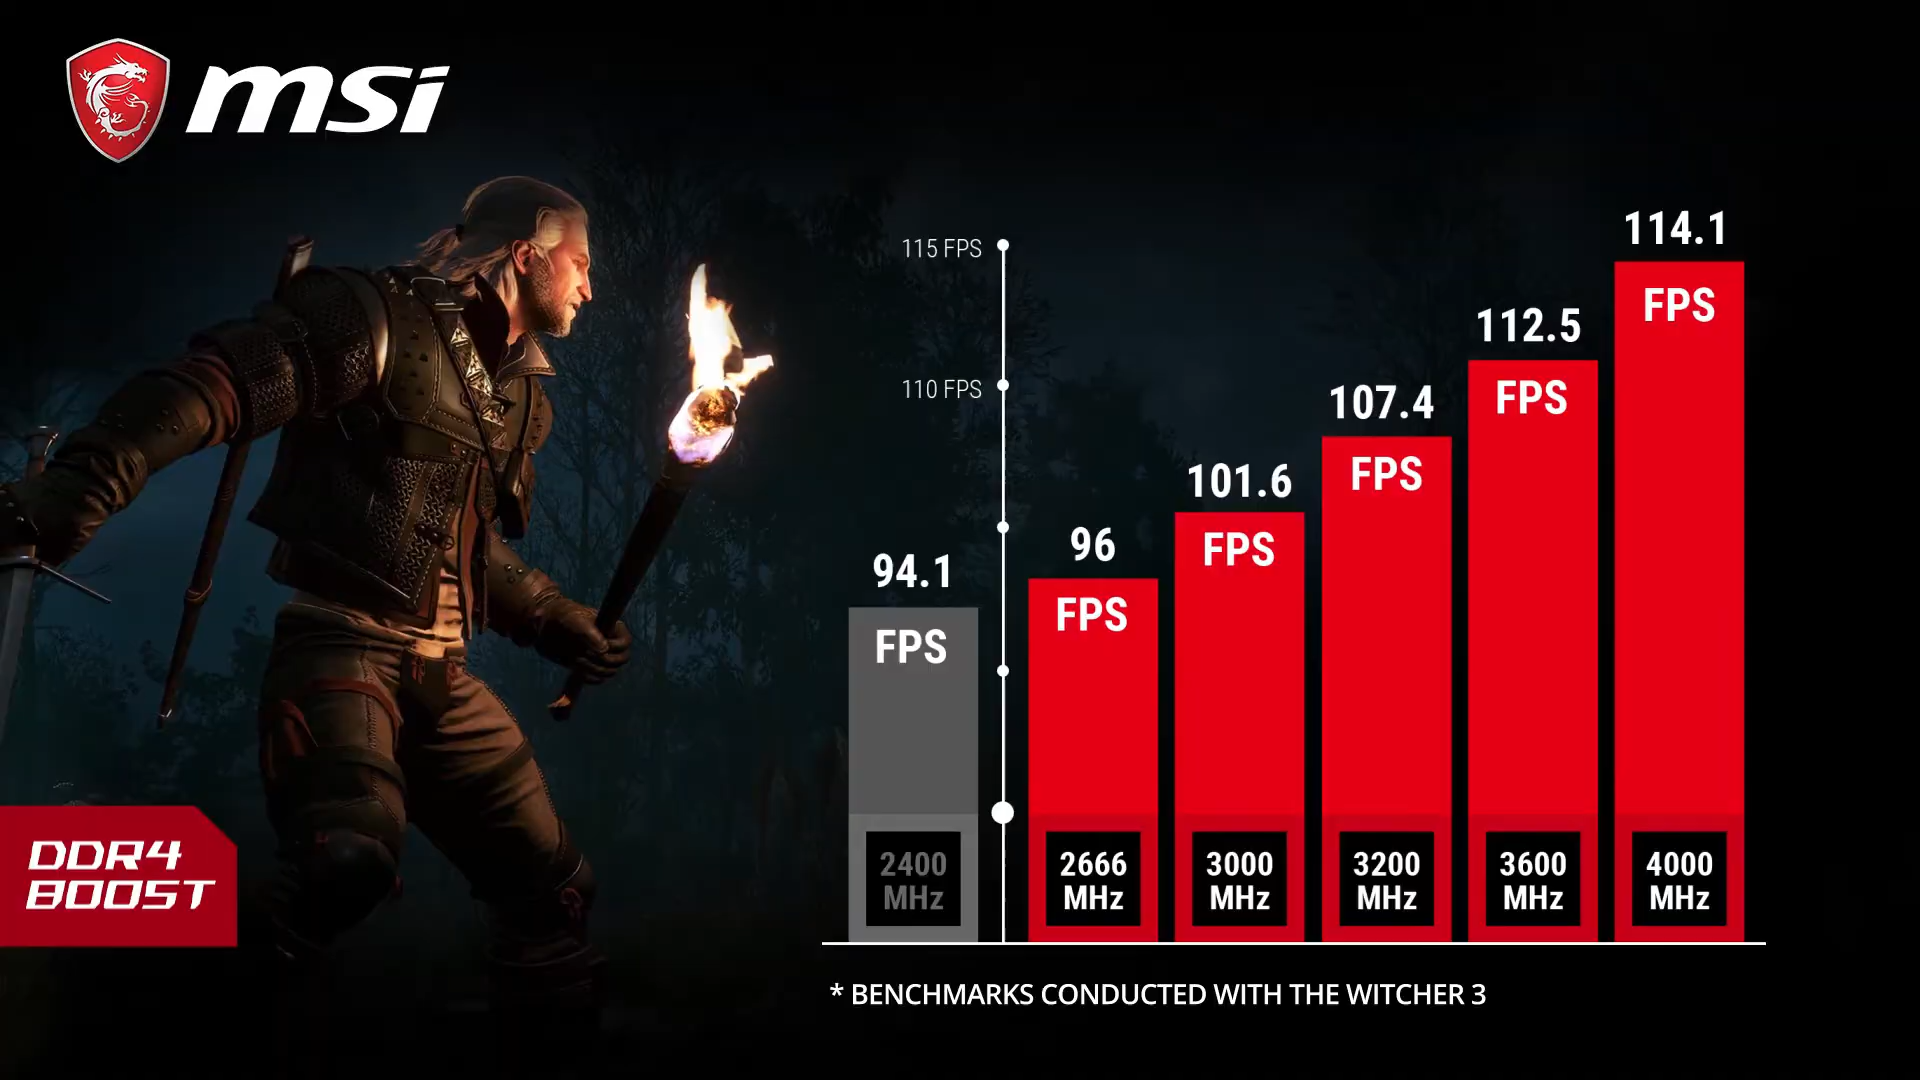 msi
115 FPS
110 FPS
94.1
FPS
2400
MHz
96
FPS
2666
MHz
101.6
FPS
3000
MHz
107.4
FPS
3200
MHz
112.5
FPS
3600
MHz
114.1
FPS
4000
MHz
DDR4
BOOST
* BENCHMARKS CONDUCTED WITH THE WITCHER 3